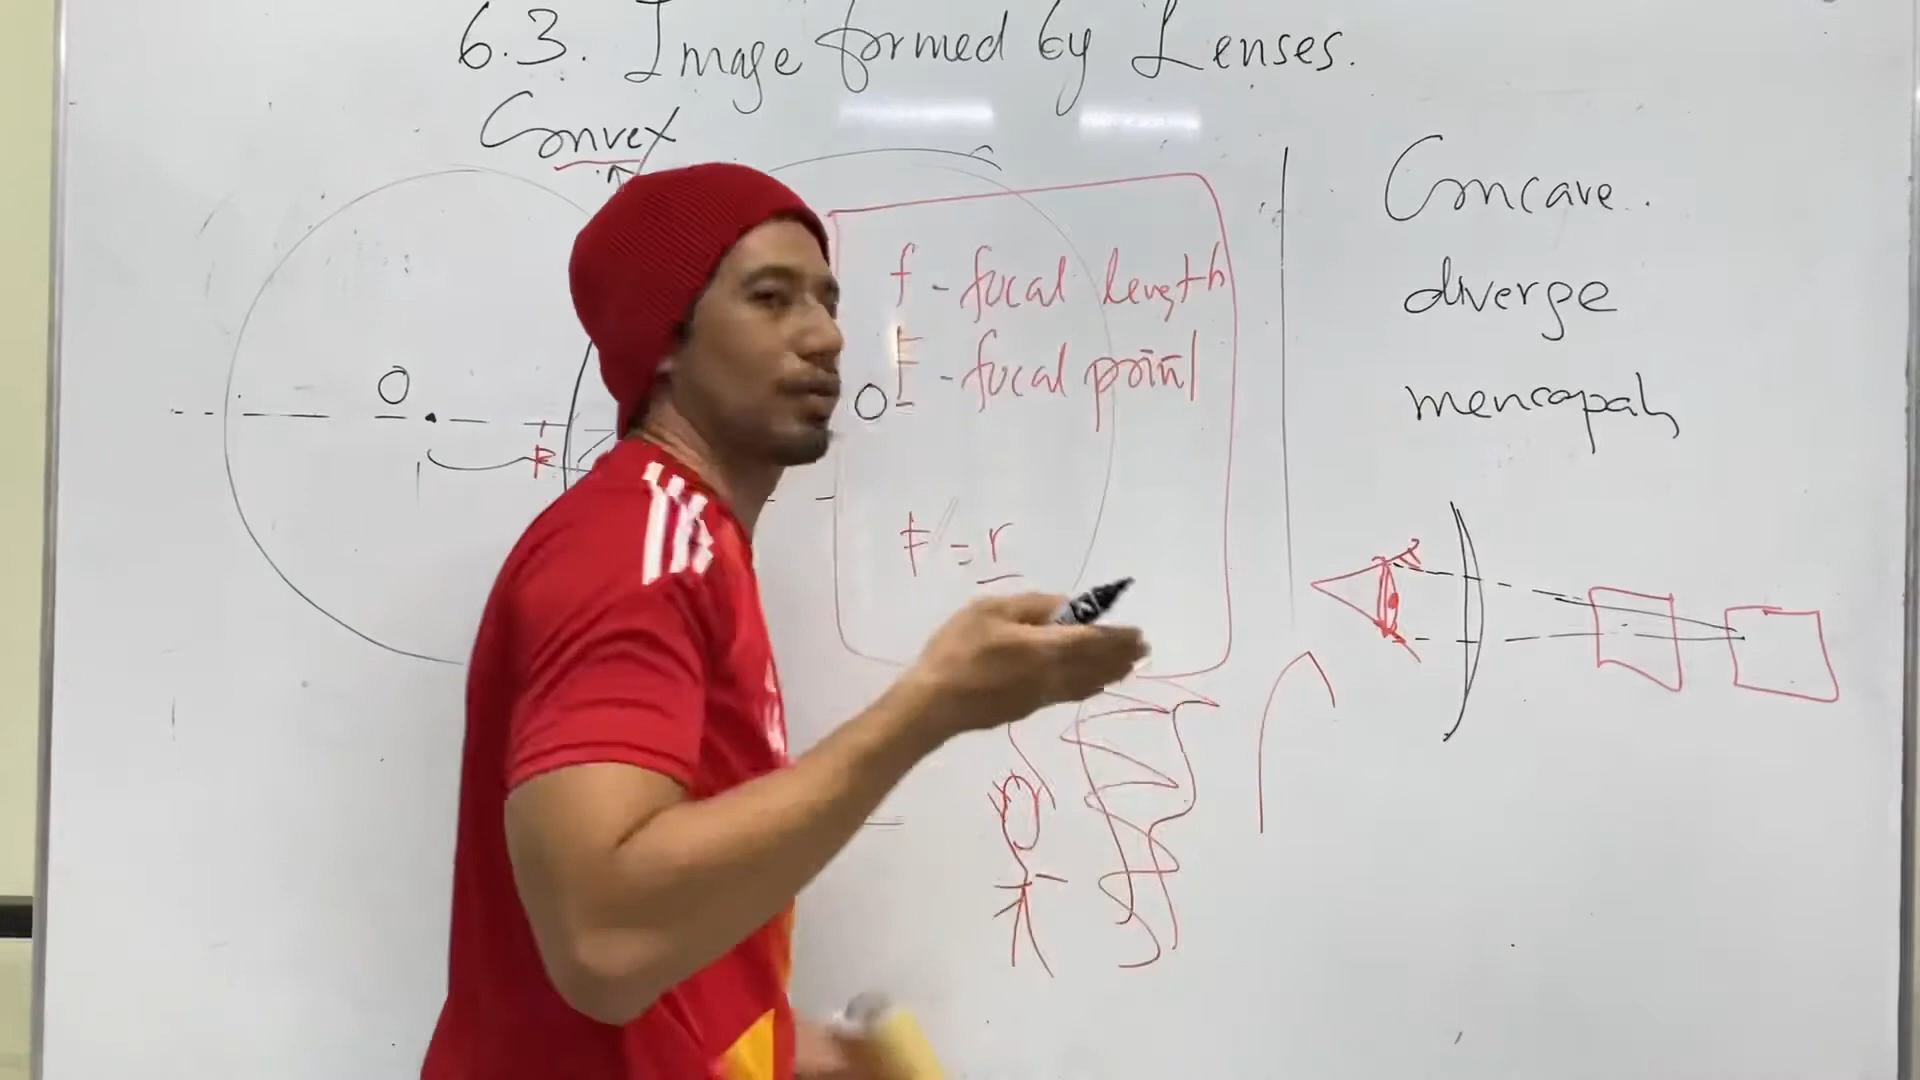 6.3. Image formed by Lenses.
Convex
f - focal length
F - focal point
O
F
O
F = r
Concave.
diverge
mencapah